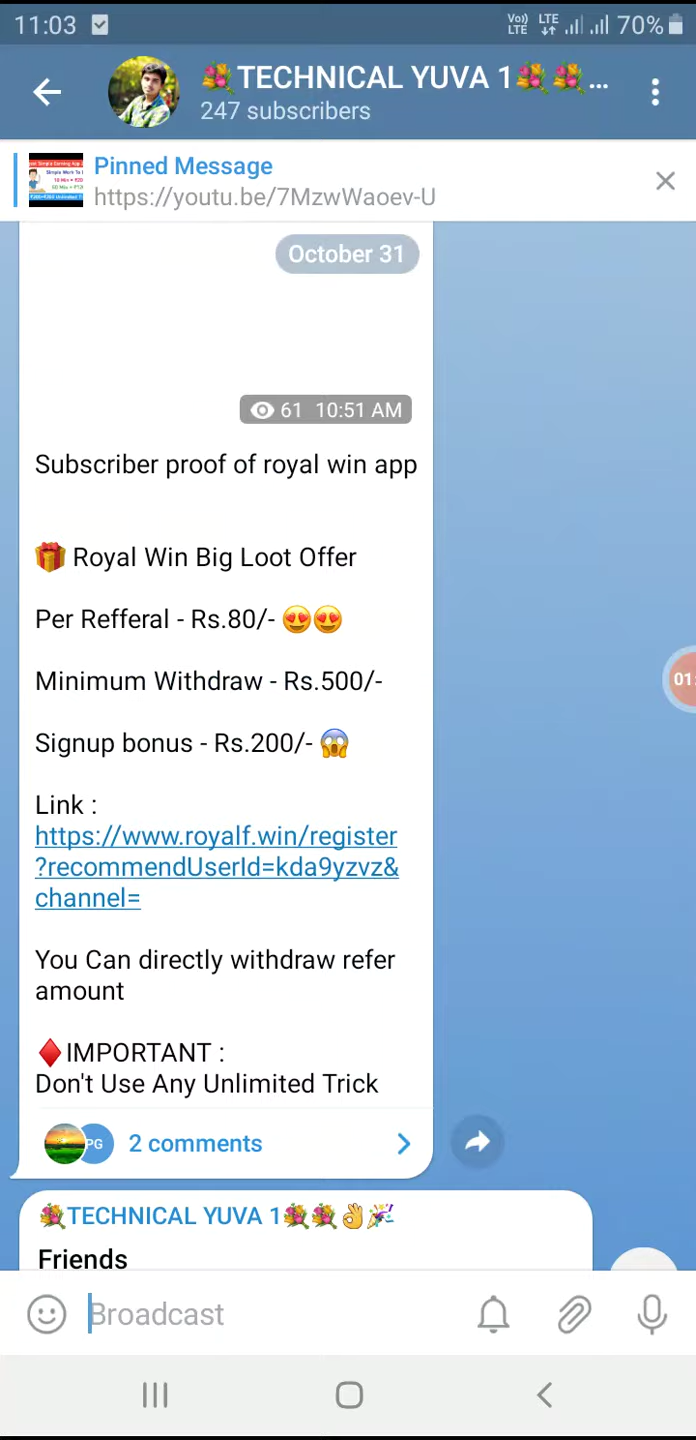 11:03
Vo) LTE LTE 70%
TECHNICAL YUVA 1 ...
247 subscribers
Pinned Message
https://youtu.be/7MzwWaoev-U
October 31
61 10:51 AM
Subscriber proof of royal win app
🎁 Royal Win Big Loot Offer
Per Refferal - Rs.80/- 😍😍
Minimum Withdraw - Rs.500/-
Signup bonus - Rs.200/- 😱
Link :
https://www.royalf.win/register
?recommendUserId=kda9yzvz&
channel=
You Can directly withdraw refer
amount
♦️IMPORTANT :
Don't Use Any Unlimited Trick
PG 2 comments
💐TECHNICAL YUVA 1💐💐👌🎉
Friends
Broadcast